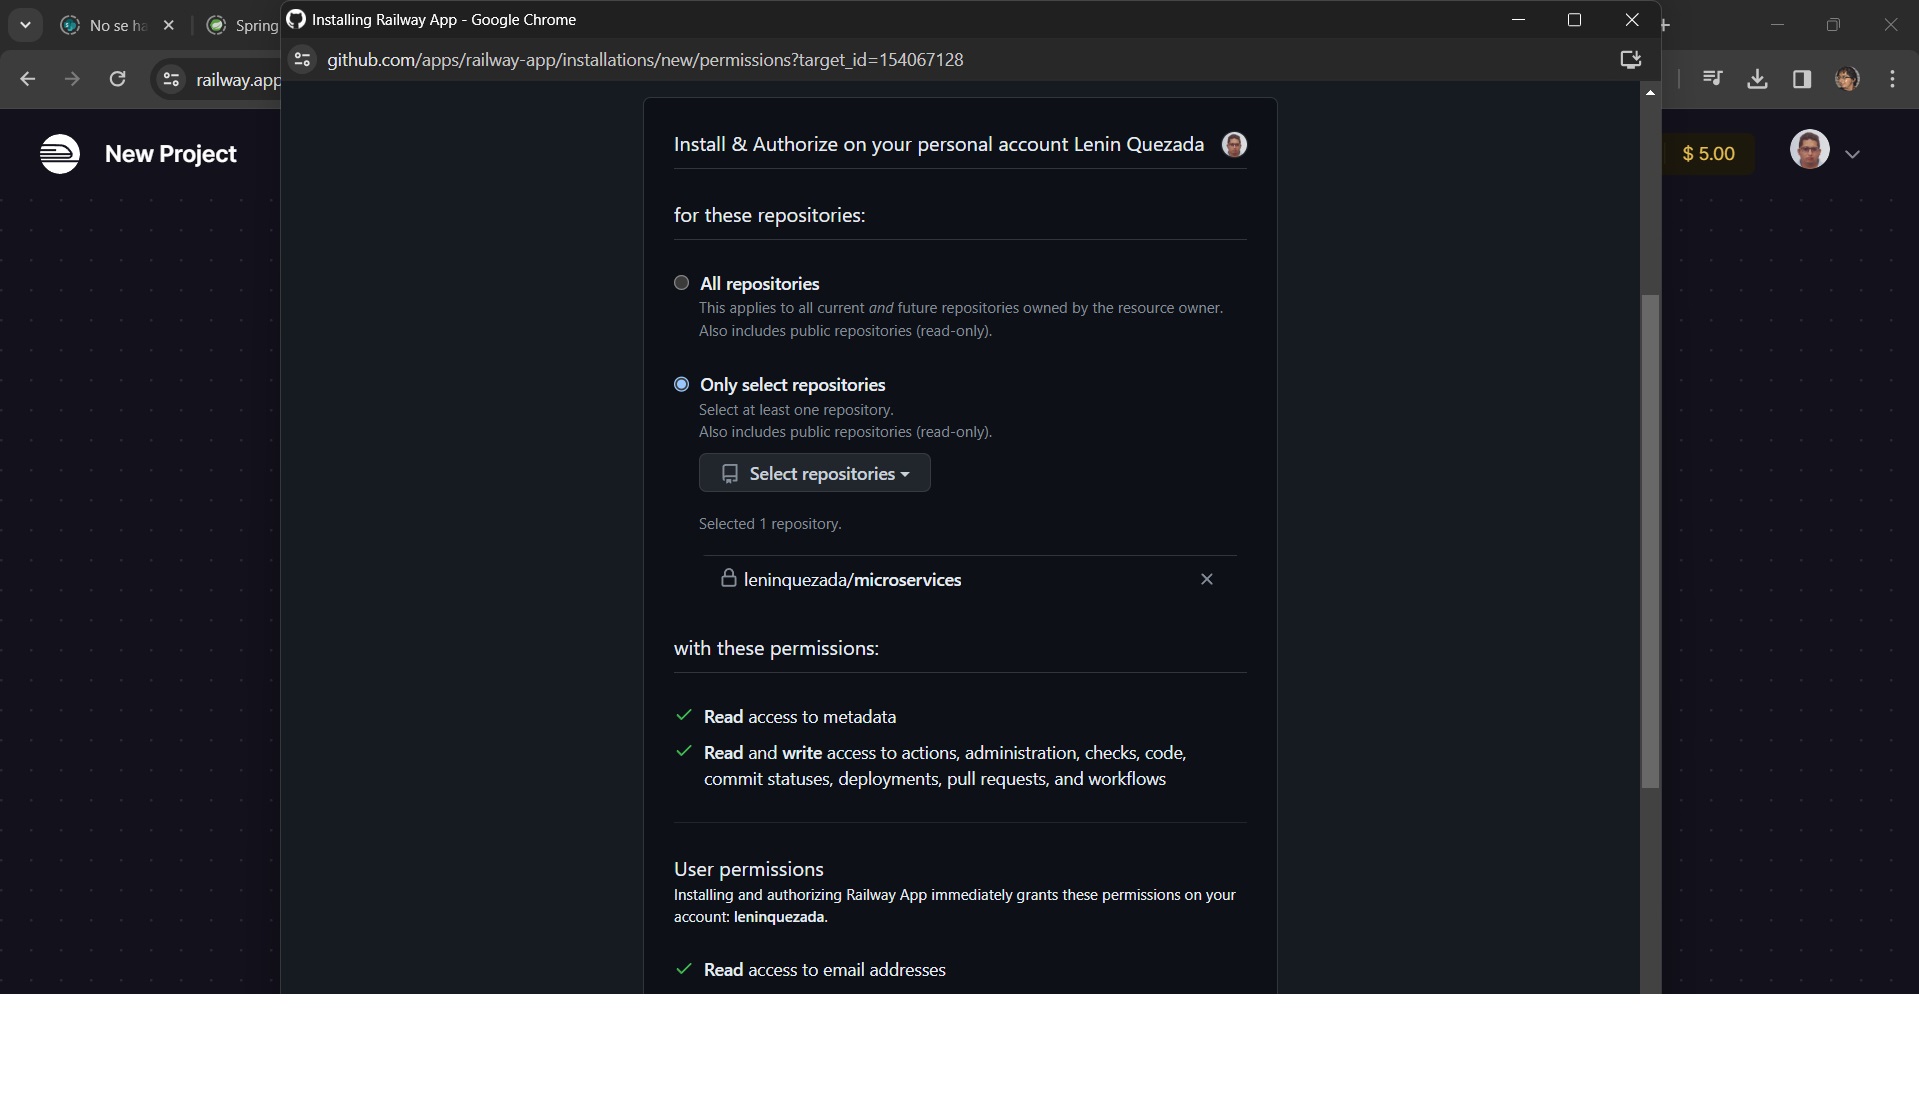 No se ha
Spring
Installing Railway App - Google Chrome
railway.app
github.com/apps/railway-app/installations/new/permissions?target_id=154067128
New Project
$ 5.00
Install & Authorize on your personal account Lenin Quezada
for these repositories:
All repositories
This applies to all current and future repositories owned by the resource owner.
Also includes public repositories (read-only).
Only select repositories
Select at least one repository.
Also includes public repositories (read-only).
Select repositories
Selected 1 repository.
leninquezada/microservices
with these permissions:
Read access to metadata
Read and write access to actions, administration, checks, code,
commit statuses, deployments, pull requests, and workflows
User permissions
Installing and authorizing Railway App immediately grants these permissions on your
account: leninquezada.
Read access to email addresses